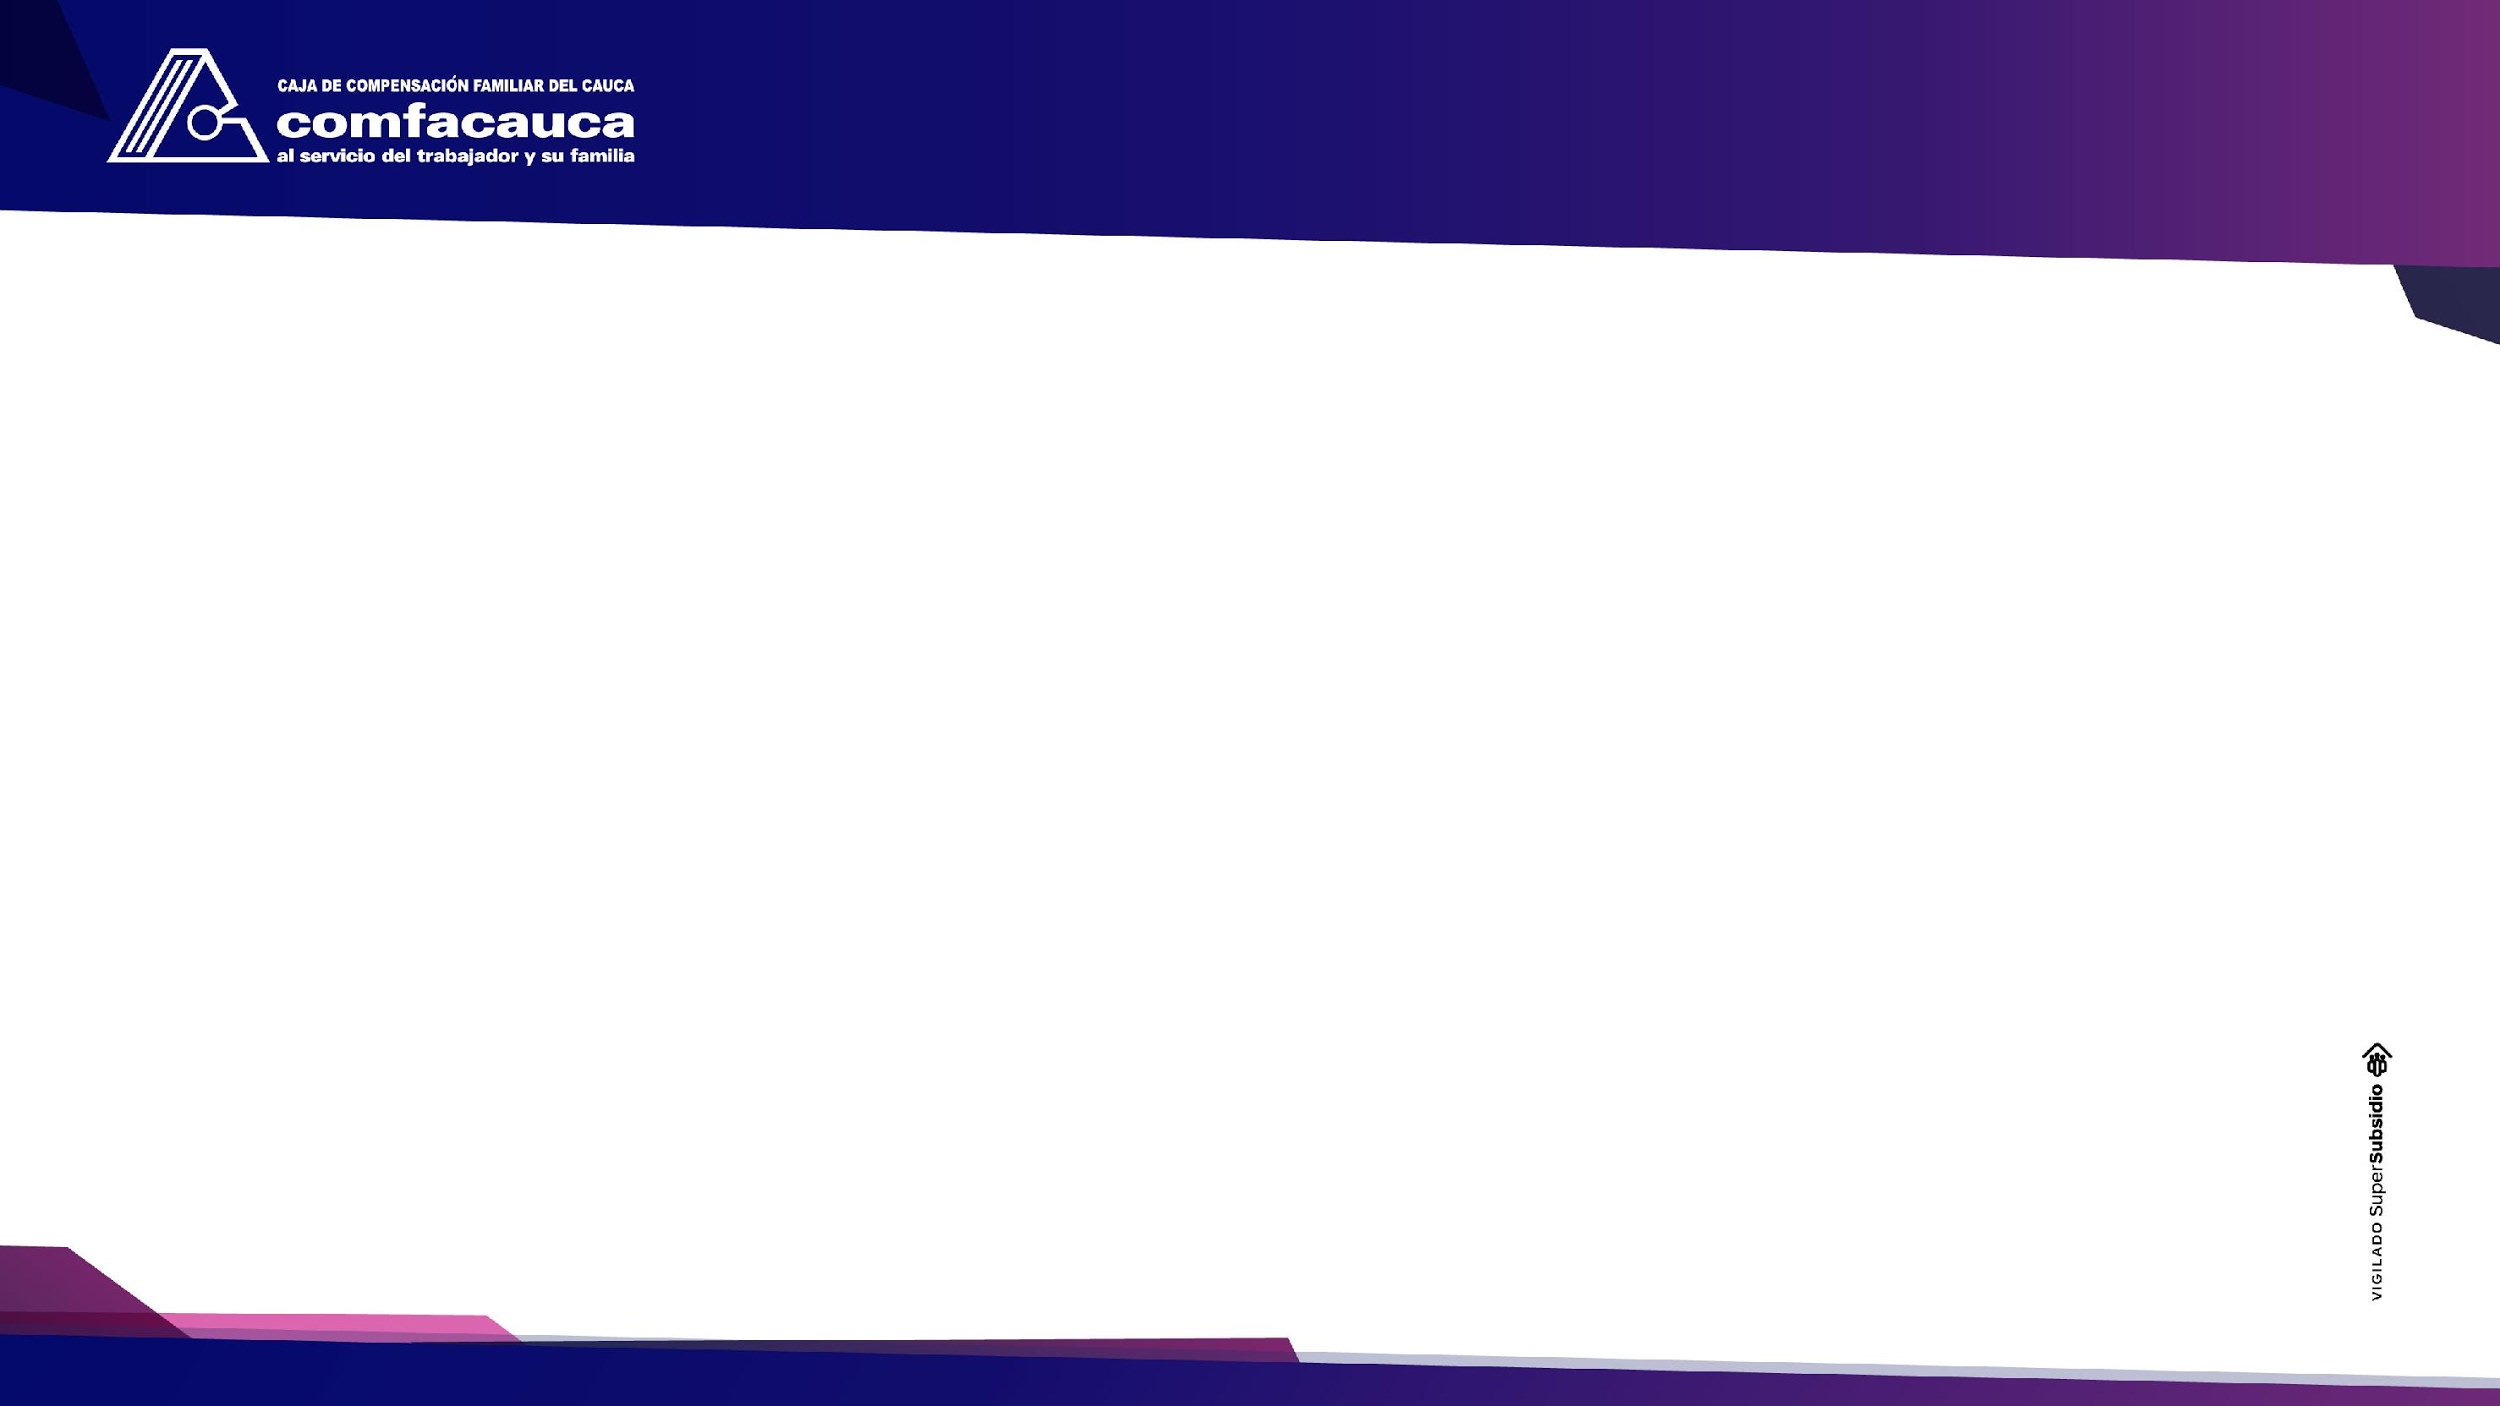 CAJA DE COMPENSACIÓN FAMILIAR DEL CAUCA
comfacauca
al servicio del trabajador y su familia
VIGILADO SuperSubsidio